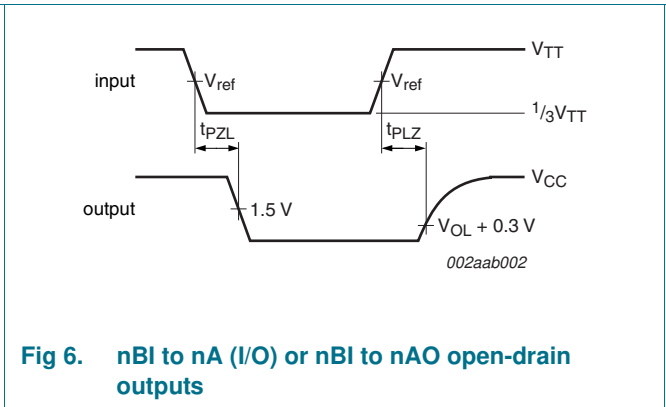 V_TT
input
V_ref
V_ref
1/3V_TT
t_PZL
t_PLZ
V_CC
output
1.5 V
V_OL + 0.3 V
002aab002
Fig 6. nBI to nA (I/O) or nBI to nAO open-drain
outputs